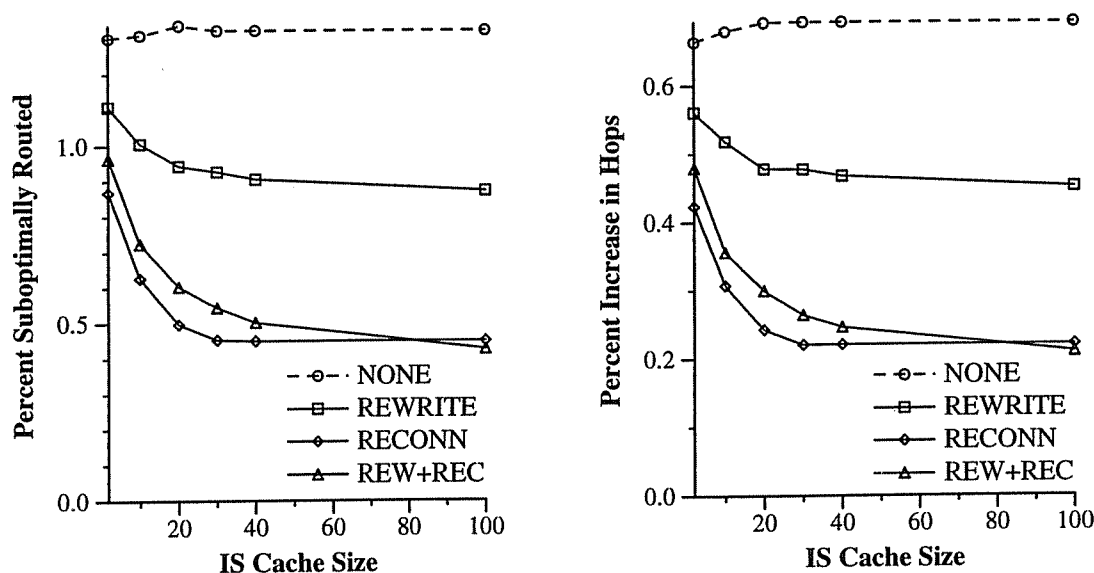 Percent Suboptimally Routed
1.0
0.5
0.0
20
40
60
80
100
IS Cache Size
NONE
REWRITE
RECONN
REW+REC
Percent Increase in Hops
0.6
0.4
0.2
0.0
20
40
60
80
100
IS Cache Size
NONE
REWRITE
RECONN
REW+REC